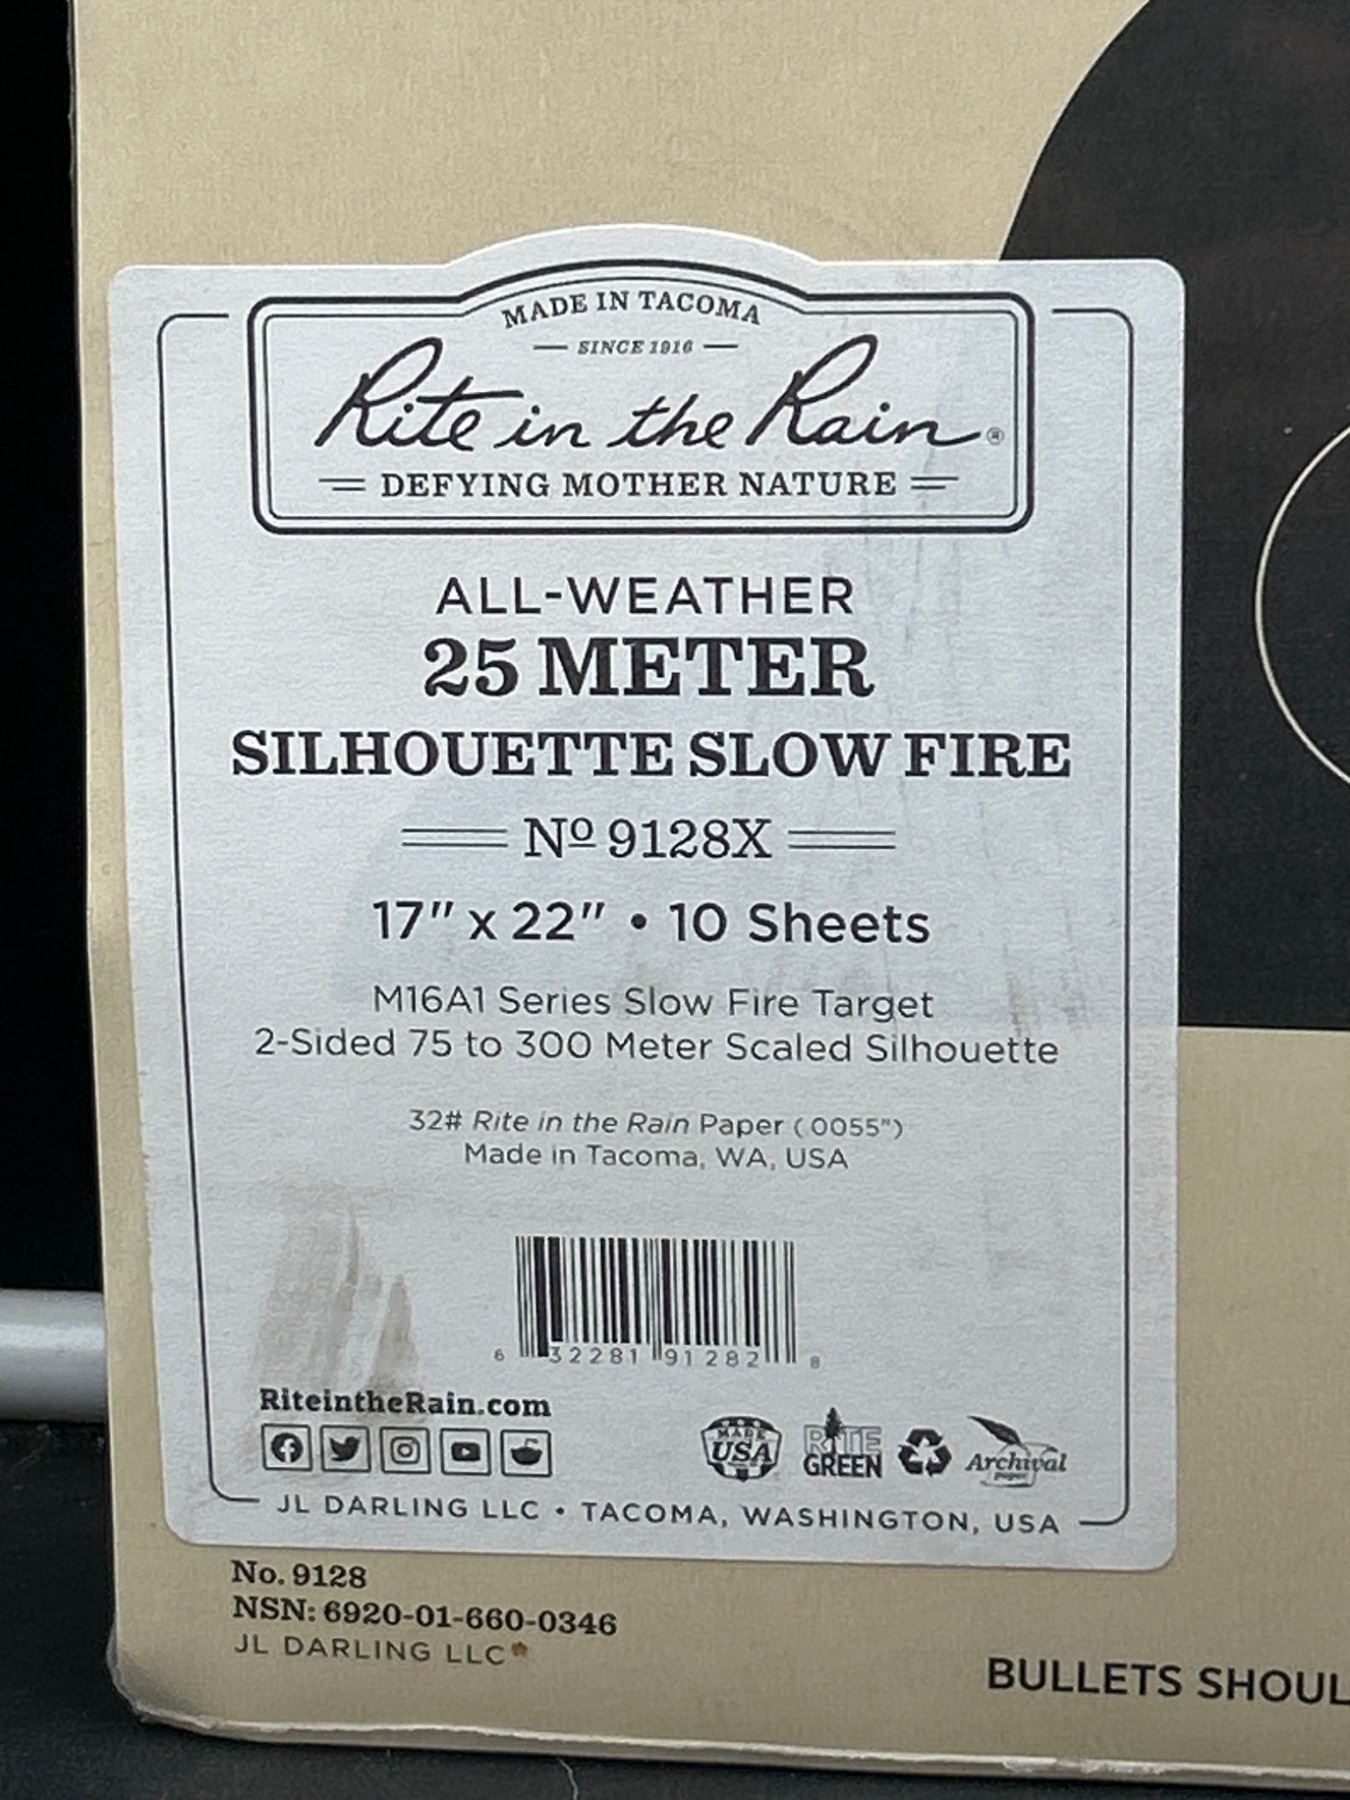 MADE IN TACOMA
SINCE 1916
Rite in the Rain®
DEFYING MOTHER NATURE
ALL-WEATHER
25 METER
SILHOUETTE SLOW FIRE
Nº 9128X
17" x 22" • 10 Sheets
M16A1 Series Slow Fire Target
2-Sided 75 to 300 Meter Scaled Silhouette
32# Rite in the Rain Paper (.0055")
Made in Tacoma, WA, USA
6 32281 91282 8
RiteintheRain.com
MADE
USA
RITE
GREEN
Archival
paper
JL DARLING LLC • TACOMA, WASHINGTON, USA
No. 9128
NSN: 6920-01-660-0346
JL DARLING LLC
BULLETS SHOUL